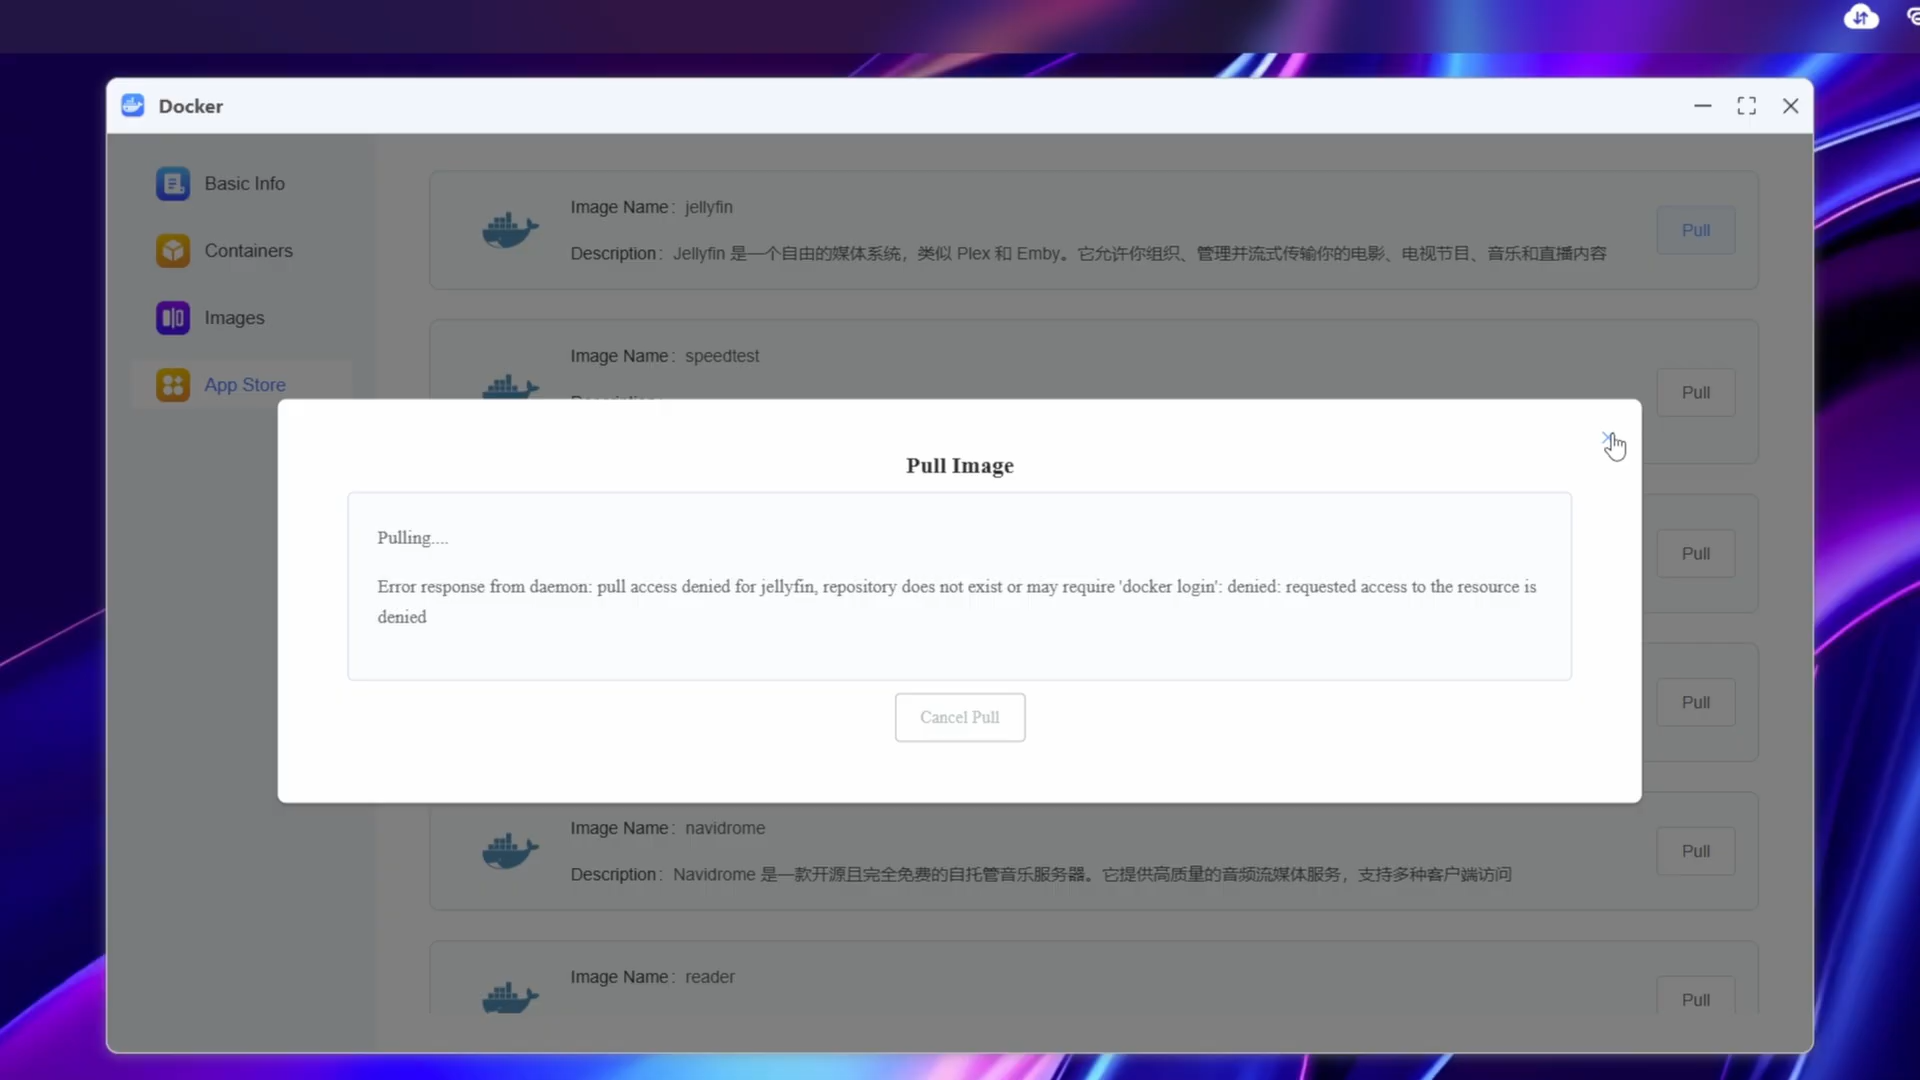 Docker
Basic Info
Containers
Images
App Store
Image Name： jellyfin
Description： Jellyfin 是一个自由的媒体系统，类似 Plex 和 Emby。它允许你组织、管理并流式传输你的电影、电视节目、音乐和直播内容
Pull
Image Name： speedtest
Pull
Pull Image
Pulling....
Error response from daemon: pull access denied for jellyfin, repository does not exist or may require 'docker login': denied: requested access to the resource is
denied
Cancel Pull
Pull
Pull
Image Name： navidrome
Description： Navidrome 是一款开源且完全免费的自托管音乐服务器。它提供高质量的音频流媒体服务，支持多种客户端访问
Pull
Image Name： reader
Pull